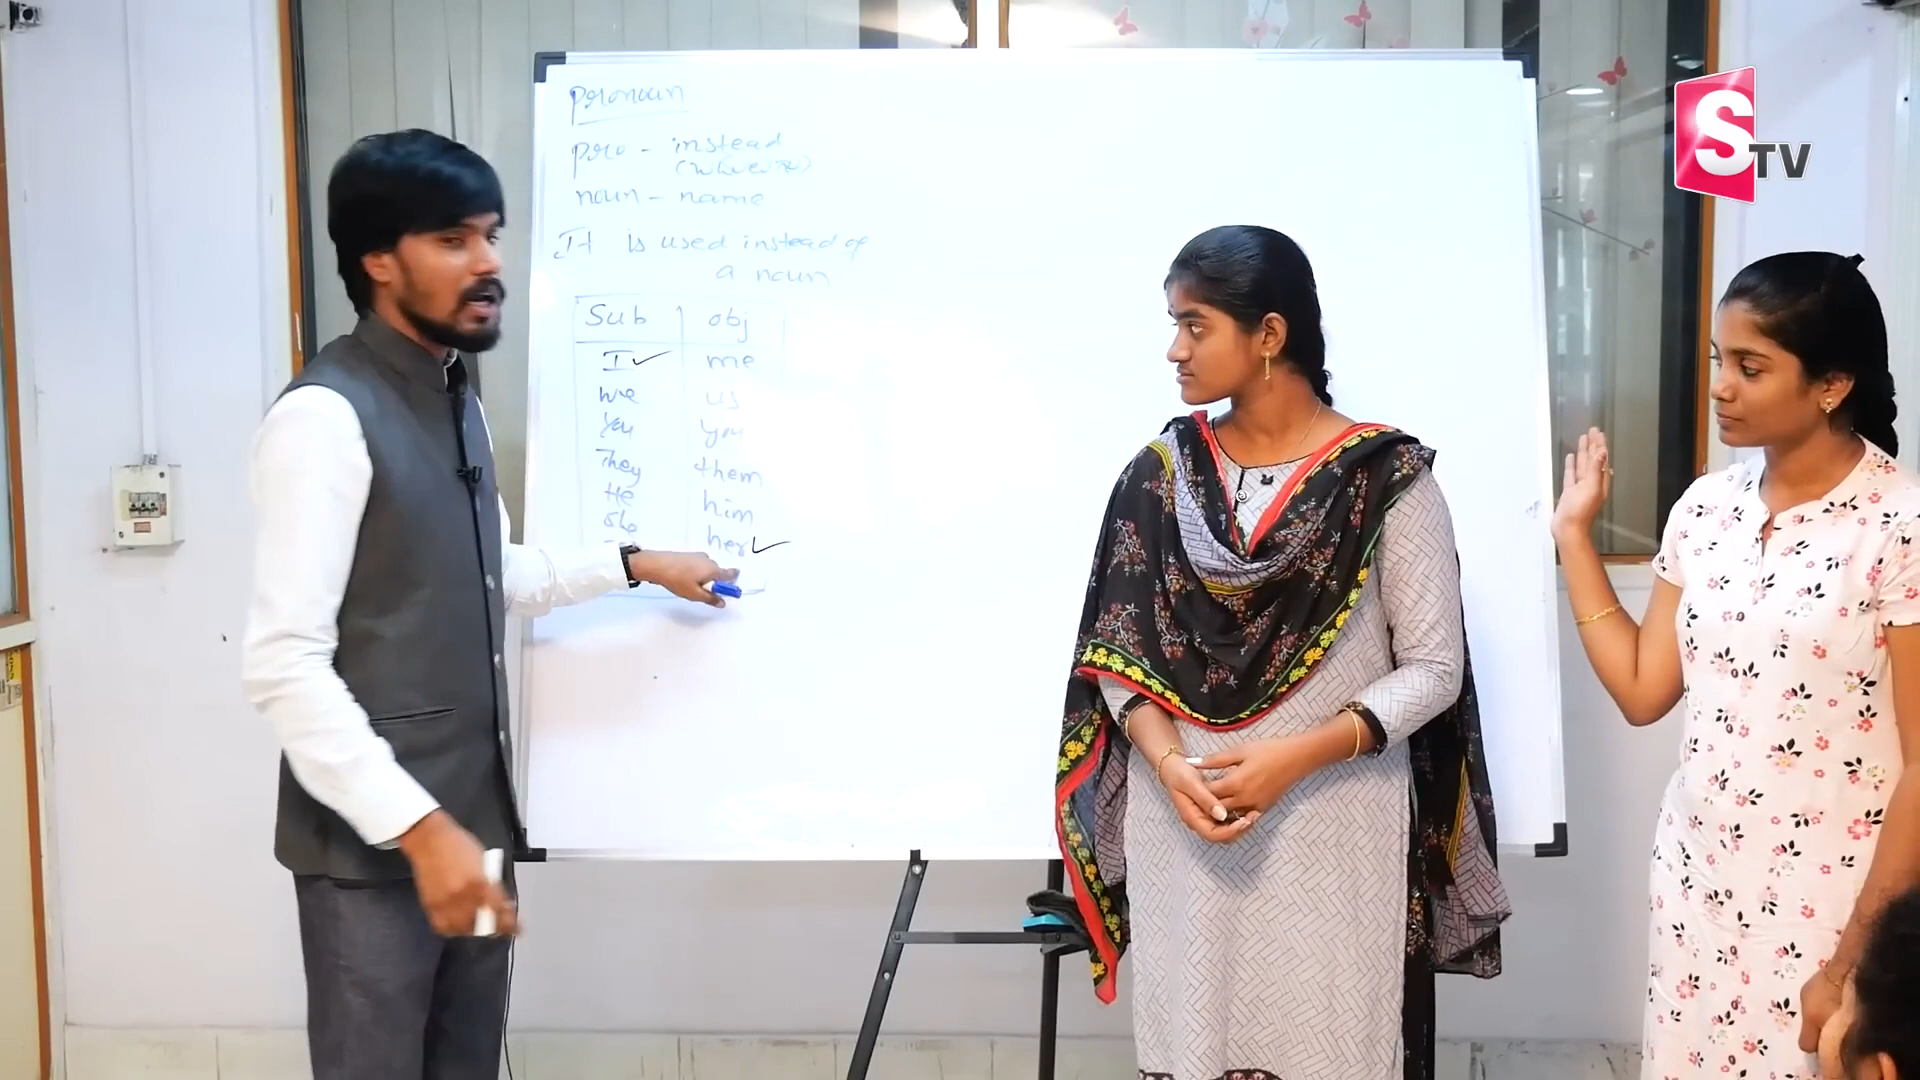 pronoun
pro - instead
noun - name
It is used instead of
a noun
Sub obj
I me
we us
You you
They them
He him
She her
STV